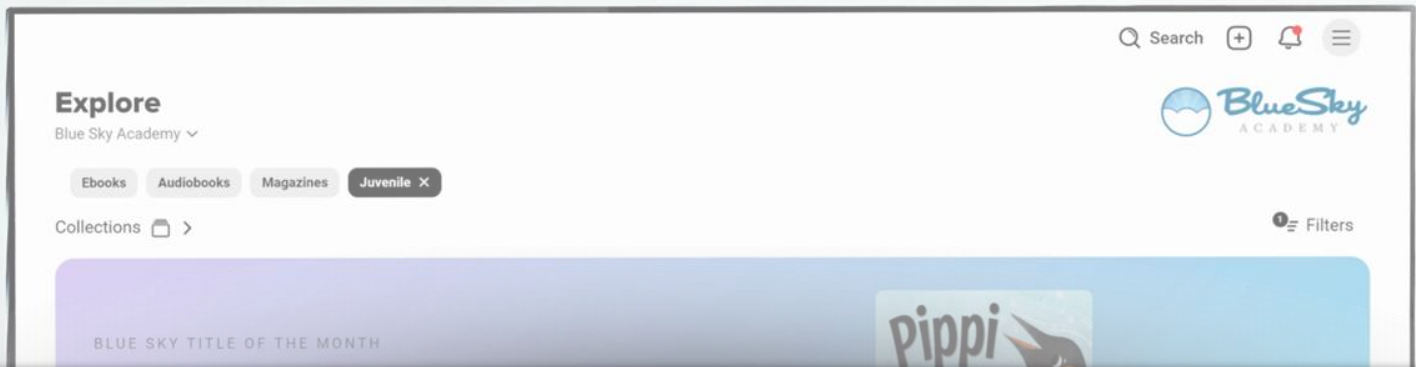 Search
Explore
Blue Sky Academy
BlueSky
ACADEMY
Ebooks Audiobooks Magazines Juvenile
Collections
1 Filters
BLUE SKY TITLE OF THE MONTH
Pippi